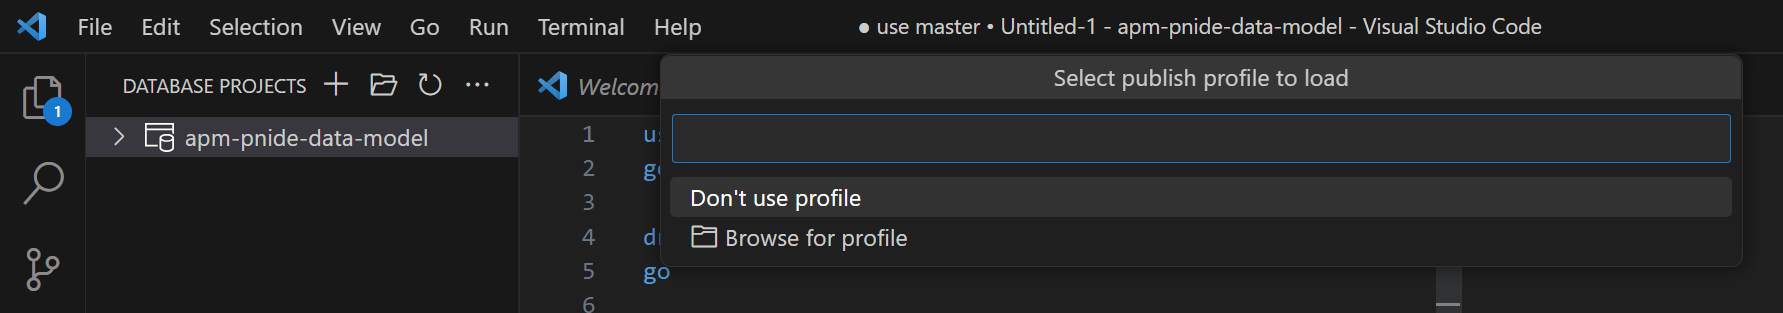 File Edit Selection View Go Run Terminal Help ● use master • Untitled-1 - apm-pnide-data-model - Visual Studio Code
Select publish profile to load
DATABASE PROJECTS
Welcom
1
apm-pnide-data-model
1
2
3
Don't use profile
4
Browse for profile
5 go
6